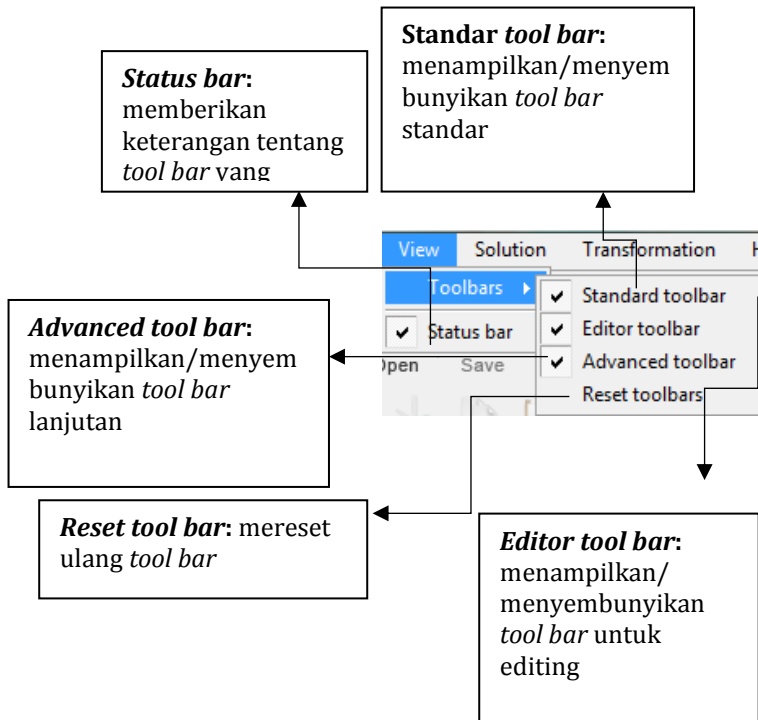 Standar tool bar:
menampilkan/menyem
bunyikan tool bar
standar
Status bar:
memberikan
keterangan tentang
tool bar yang
View Solution Transformation H
Toolbars
Standard toolbar
Status bar
Editor toolbar
Open Save
Advanced toolbar
Reset toolbars
Advanced tool bar:
menampilkan/menyem
bunyikan tool bar
lanjutan
Reset tool bar: mereset
ulang tool bar
Editor tool bar:
menampilkan/
menyembunyikan
tool bar untuk
editing